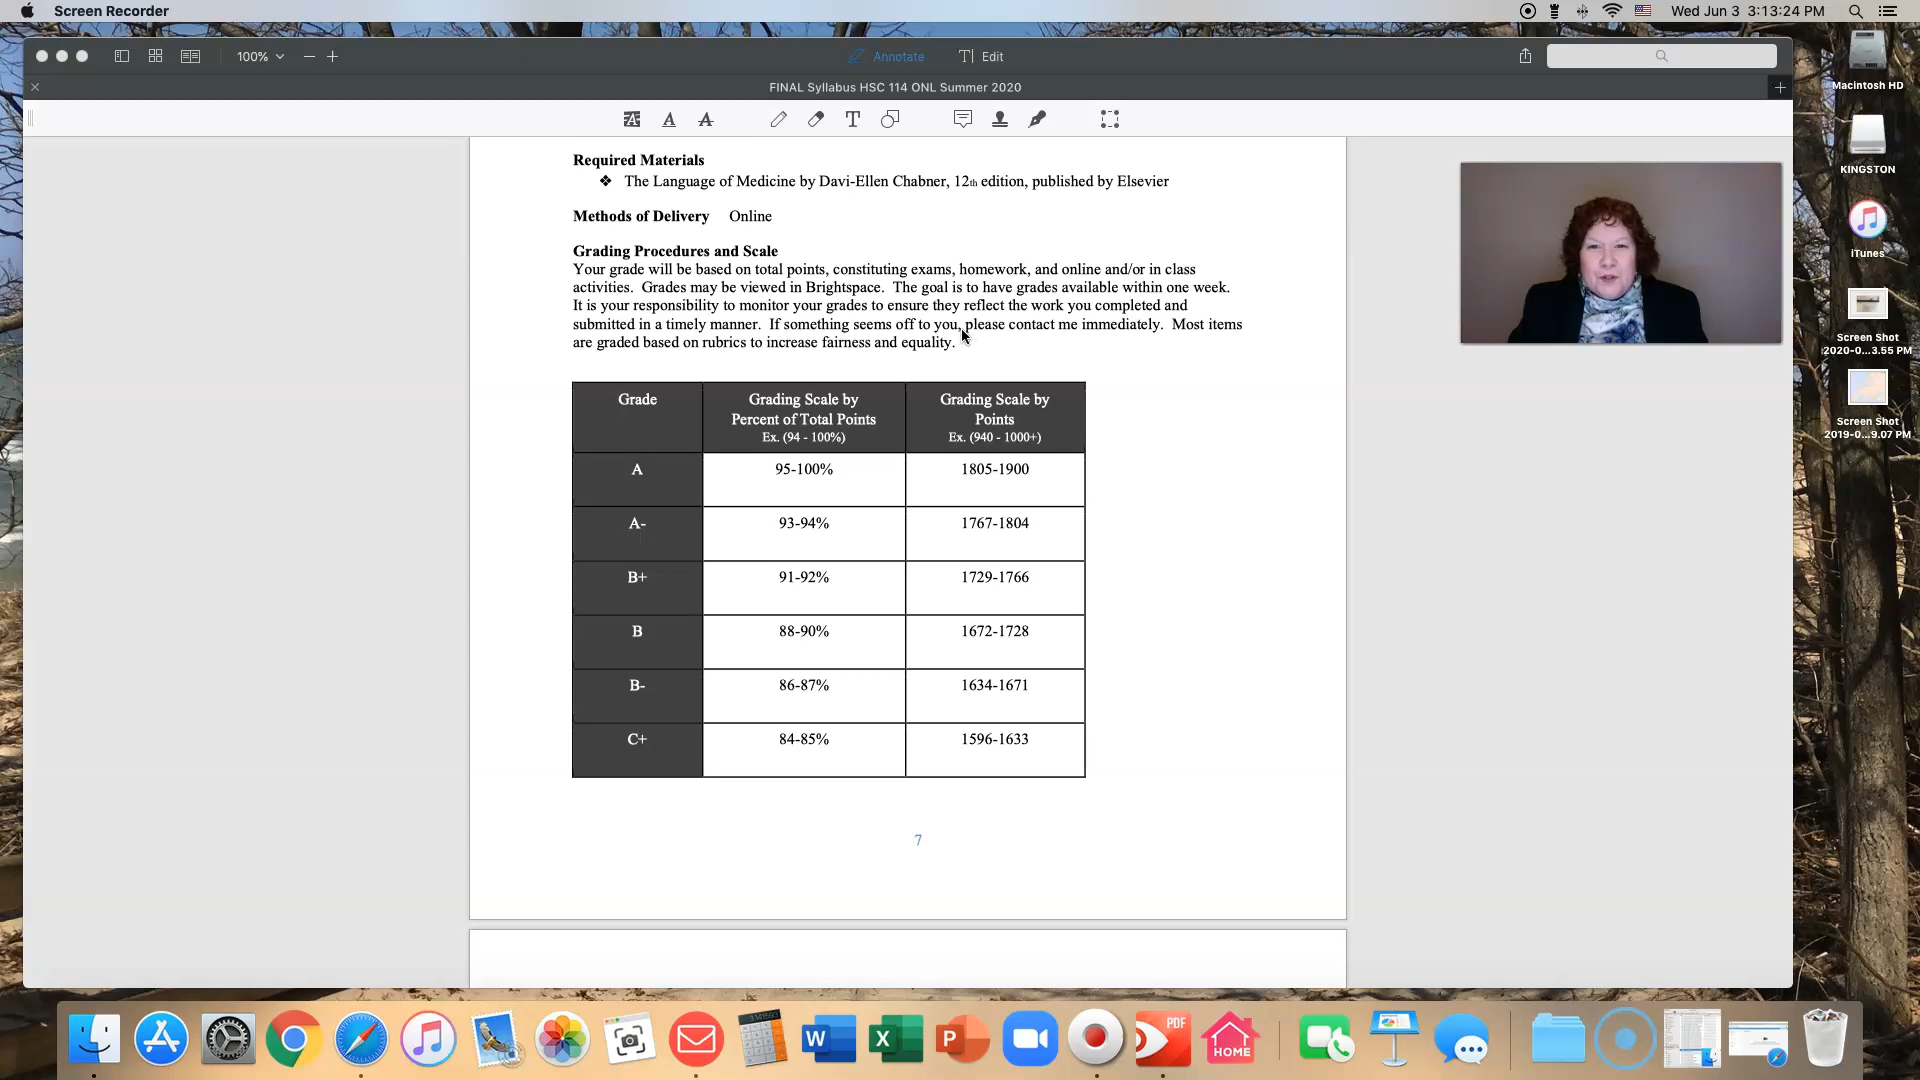 Screen Recorder
Wed Jun 3 3:13:24 PM
100%
Annotate
Edit
FINAL Syllabus HSC 114 ONL Summer 2020
Required Materials
❖ The Language of Medicine by Davi-Ellen Chabner, 12th edition, published by Elsevier
Methods of Delivery Online
Grading Procedures and Scale
Your grade will be based on total points, constituting exams, homework, and online and/or in class
activities. Grades may be viewed in Brightspace. The goal is to have grades available within one week.
It is your responsibility to monitor your grades to ensure they reflect the work you completed and
submitted in a timely manner. If something seems off to you, please contact me immediately. Most items
are graded based on rubrics to increase fairness and equality.
Grade
Grading Scale by
Percent of Total Points
Ex. (94 - 100%)
Grading Scale by
Points
Ex. (940 - 1000+)
A 95-100% 1805-1900
A- 93-94% 1767-1804
B+ 91-92% 1729-1766
B 88-90% 1672-1728
B- 86-87% 1634-1671
C+ 84-85% 1596-1633
7
Macintosh HD
KINGSTON
iTunes
Screen Shot
2020-0...3.55 PM
Screen Shot
2019-0...9.07 PM
W
X
P
PDF
HOME